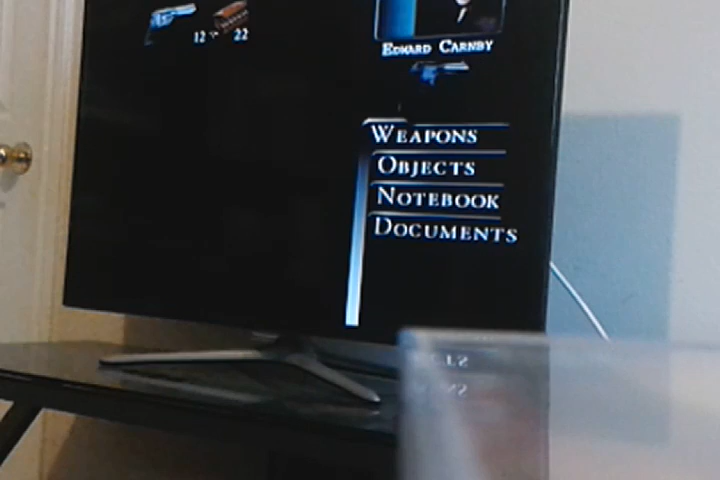 12 22
Edward Carnby
Weapons
Objects
Notebook
Documents